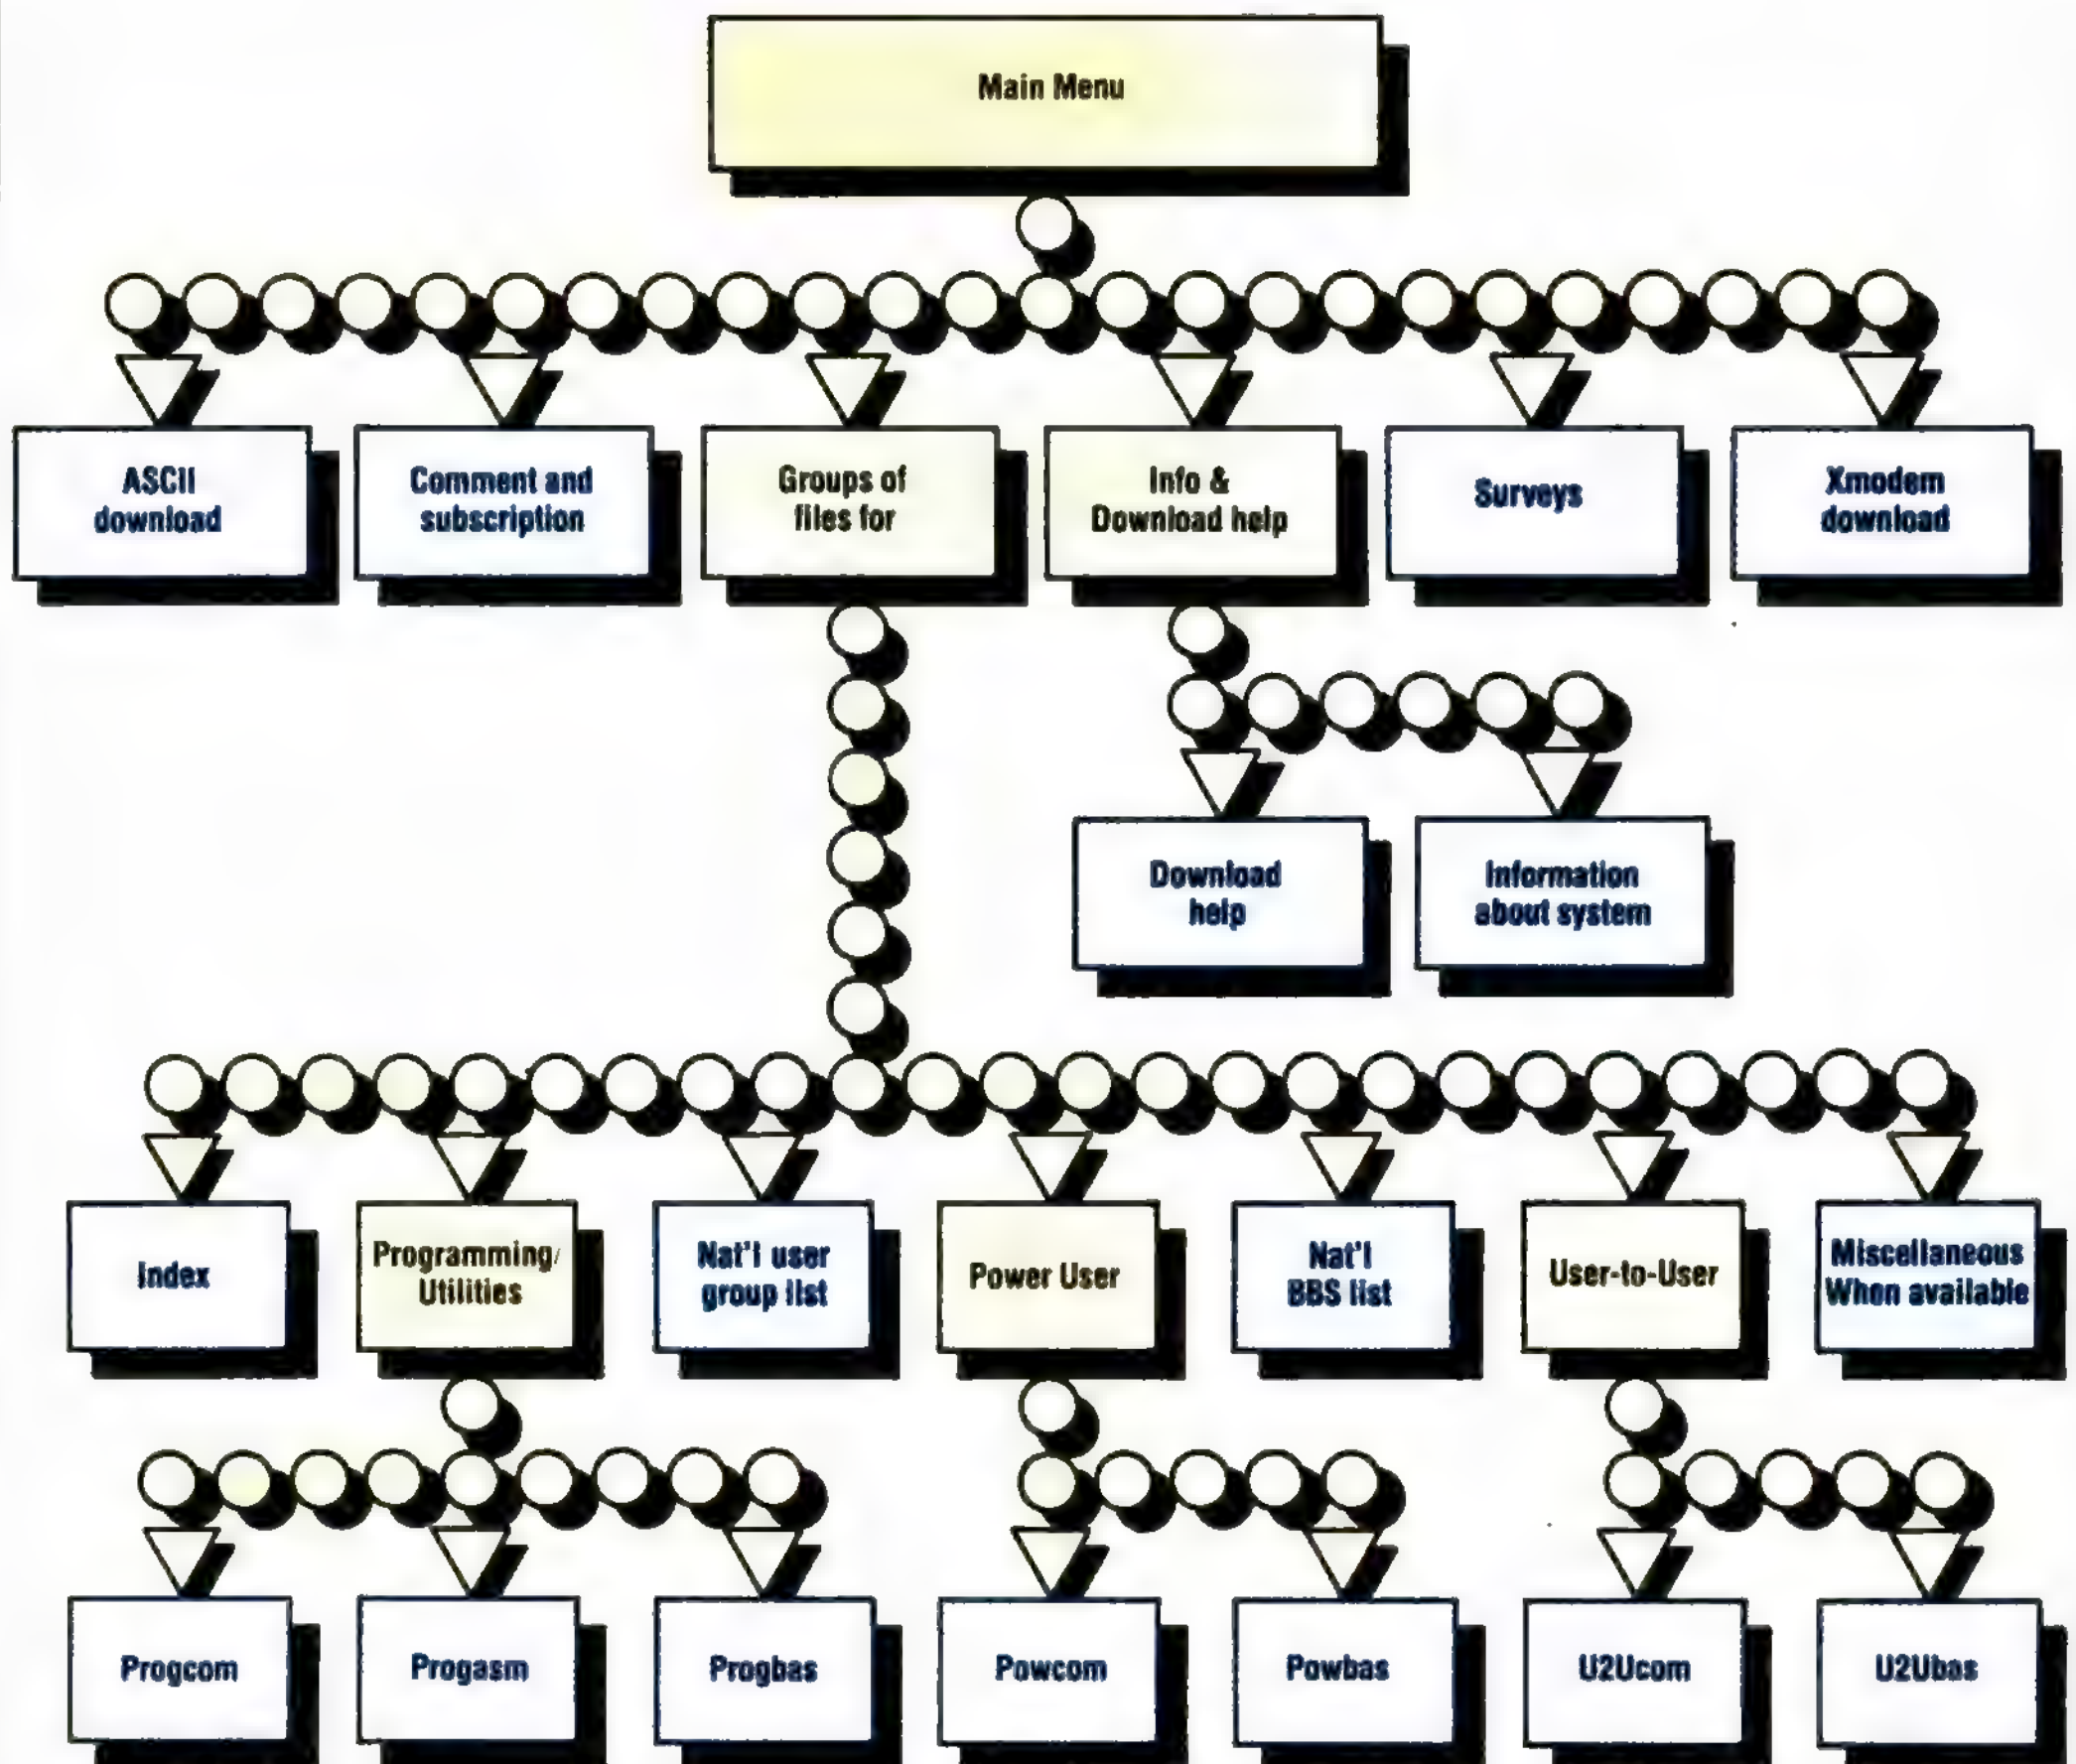 Main Menu
ASCII
download
Comment and
subscription
Groups of
files for
Info &
Download help
Surveys
Xmodem
download
Download
help
Information
about system
Index
Programming/
Utilities
Nat'l user
group list
Power User
Nat'l
BBS list
User-to-User
Miscellaneous
When available
Progcom
Progasm
Progbas
Powcom
Powbas
U2Ucom
U2Ubas